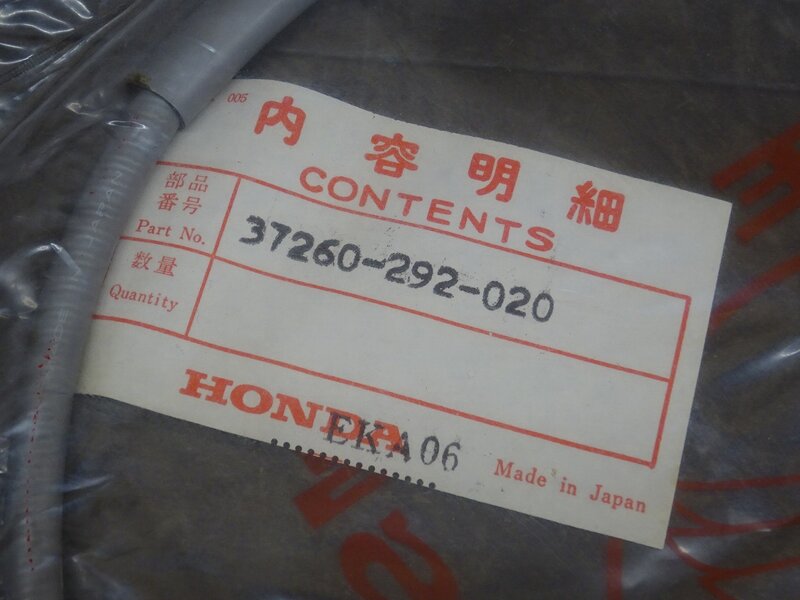 005
内容明細
CONTENTS
部品
番号
Part No.
37260-292-020
数量
Quantity
HONDA
EKA06
Made in Japan